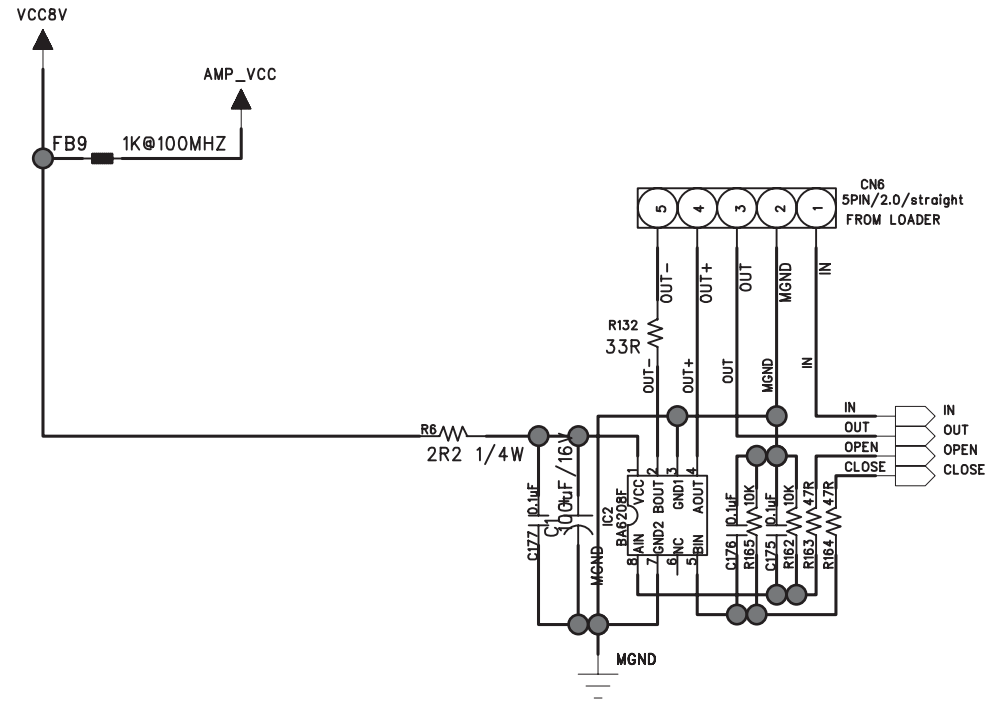 VCC8V
AMP_VCC
FB9
1K@100MHZ
CN6
5PIN/2.0/straight
FROM LOADER
5
4
3
2
1
OUT-
OUT+
OUT
MGND
IN
R132
33R
OUT-
OUT+
OUT
MGND
IN
IN
IN
OUT
OUT
OPEN
OPEN
CLOSE
CLOSE
R6
2R2 1/4W
C177
0.1uF
C1
100uF/16V
MGND
IC2
BA6208F
1
2
3
4
VCC
BOUT
GND1
AOUT
AIN
GND2
NC
BIN
8
7
6
5
C176
0.1uF
R165
10K
C175
0.1uF
R162
10K
R163
47R
R164
47R
MGND